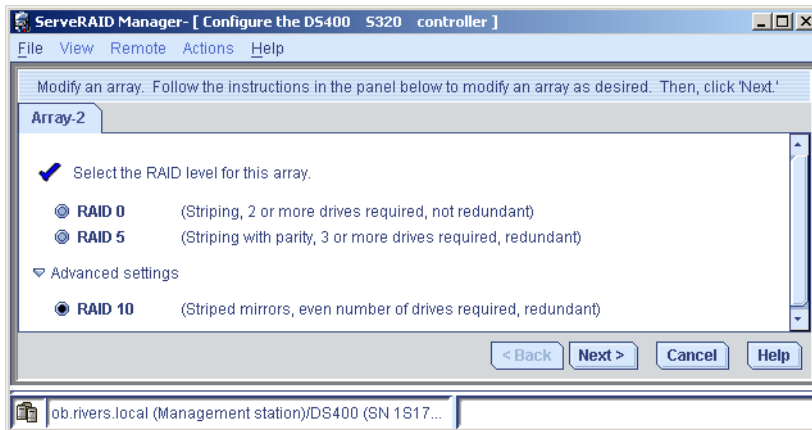 ServeRAID Manager- [ Configure the DS400 S320 controller ]
File View Remote Actions Help
Modify an array. Follow the instructions in the panel below to modify an array as desired. Then, click 'Next.'
Array-2
Select the RAID level for this array.
RAID 0 (Striping, 2 or more drives required, not redundant)
RAID 5 (Striping with parity, 3 or more drives required, redundant)
Advanced settings
RAID 10 (Striped mirrors, even number of drives required, redundant)
< Back Next > Cancel Help
ob.rivers.local (Management station)/DS400 (SN 1S17...